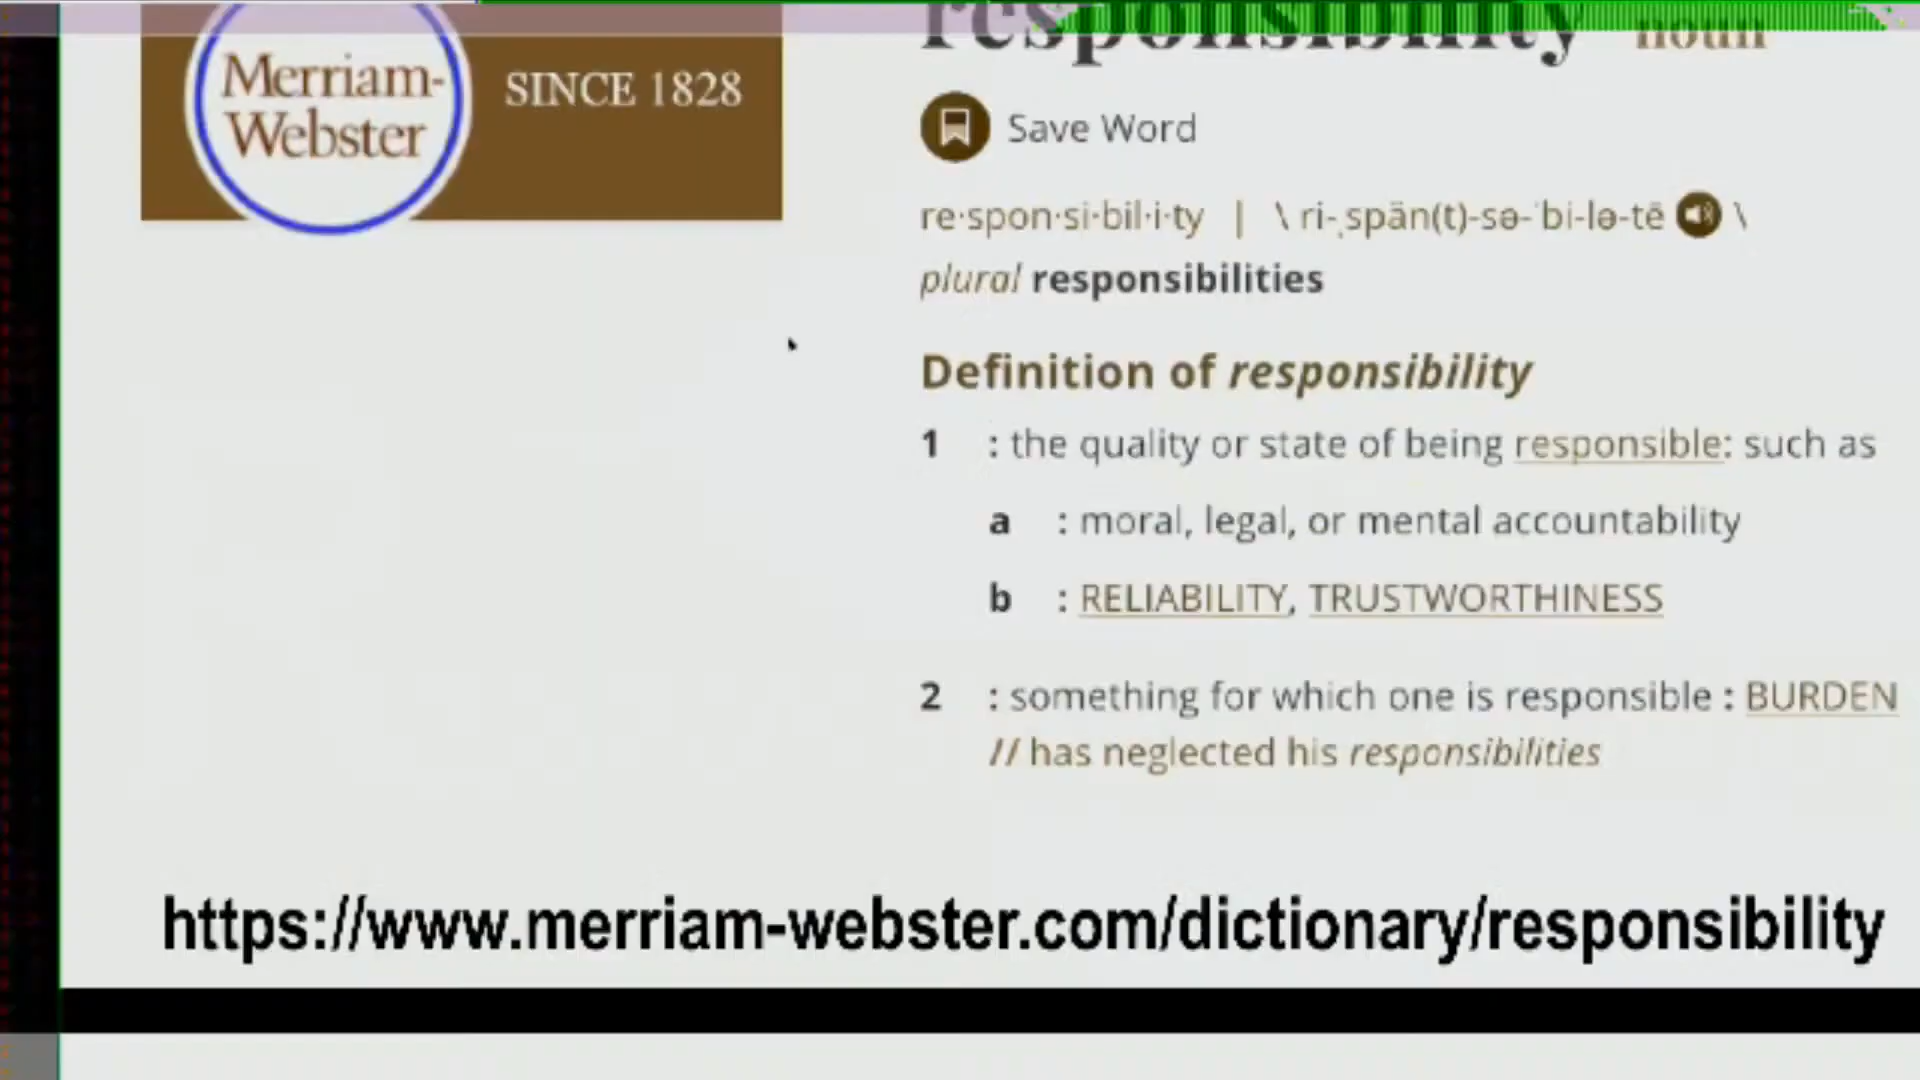 Merriam-
Webster
SINCE 1828
responsibility noun
Save Word
re·spon·si·bil·i·ty | \ ri-ˌspän(t)-sə-ˈbi-lə-tē \
plural responsibilities
Definition of responsibility
1 : the quality or state of being responsible: such as
a : moral, legal, or mental accountability
b : RELIABILITY, TRUSTWORTHINESS
2 : something for which one is responsible : BURDEN
// has neglected his responsibilities
https://www.merriam-webster.com/dictionary/responsibility